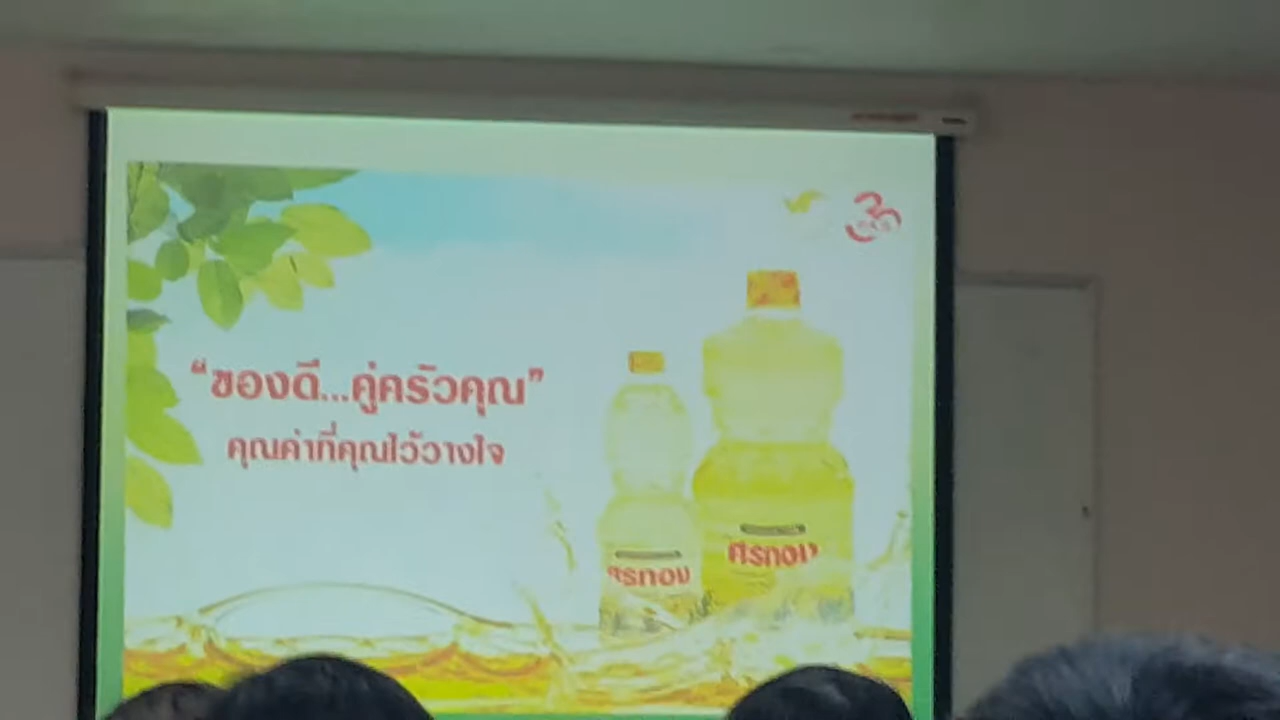 “ของดี...คู่ครัวคุณ”
คุณค่าที่คุณไว้วางใจ
ศรทอง
ศรทอง